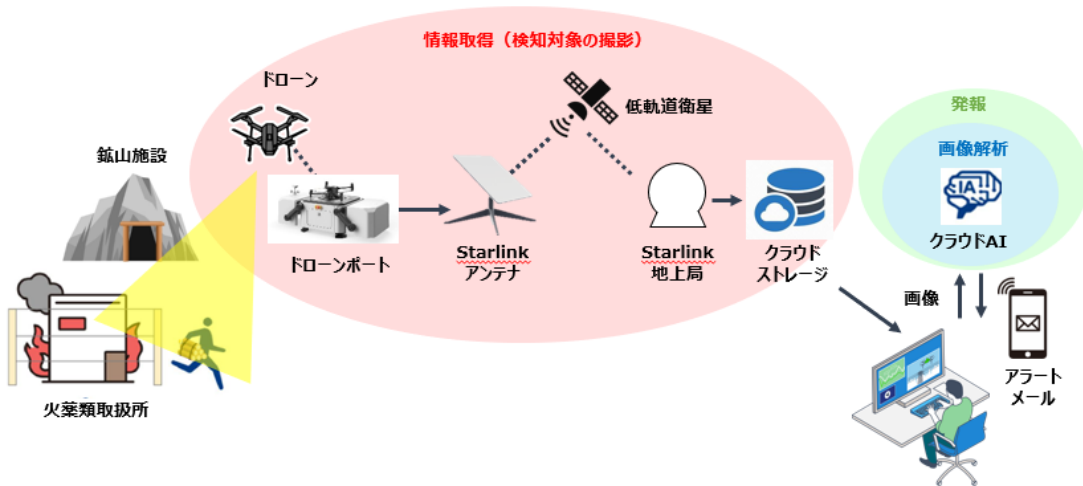 情報取得（検知対象の撮影）
ドローン
低軌道衛星
発報
鉱山施設
画像解析
IA
クラウドAI
ドローンポート
Starlink
アンテナ
Starlink
地上局
クラウド
ストレージ
画像
アラート
メール
火薬類取扱所